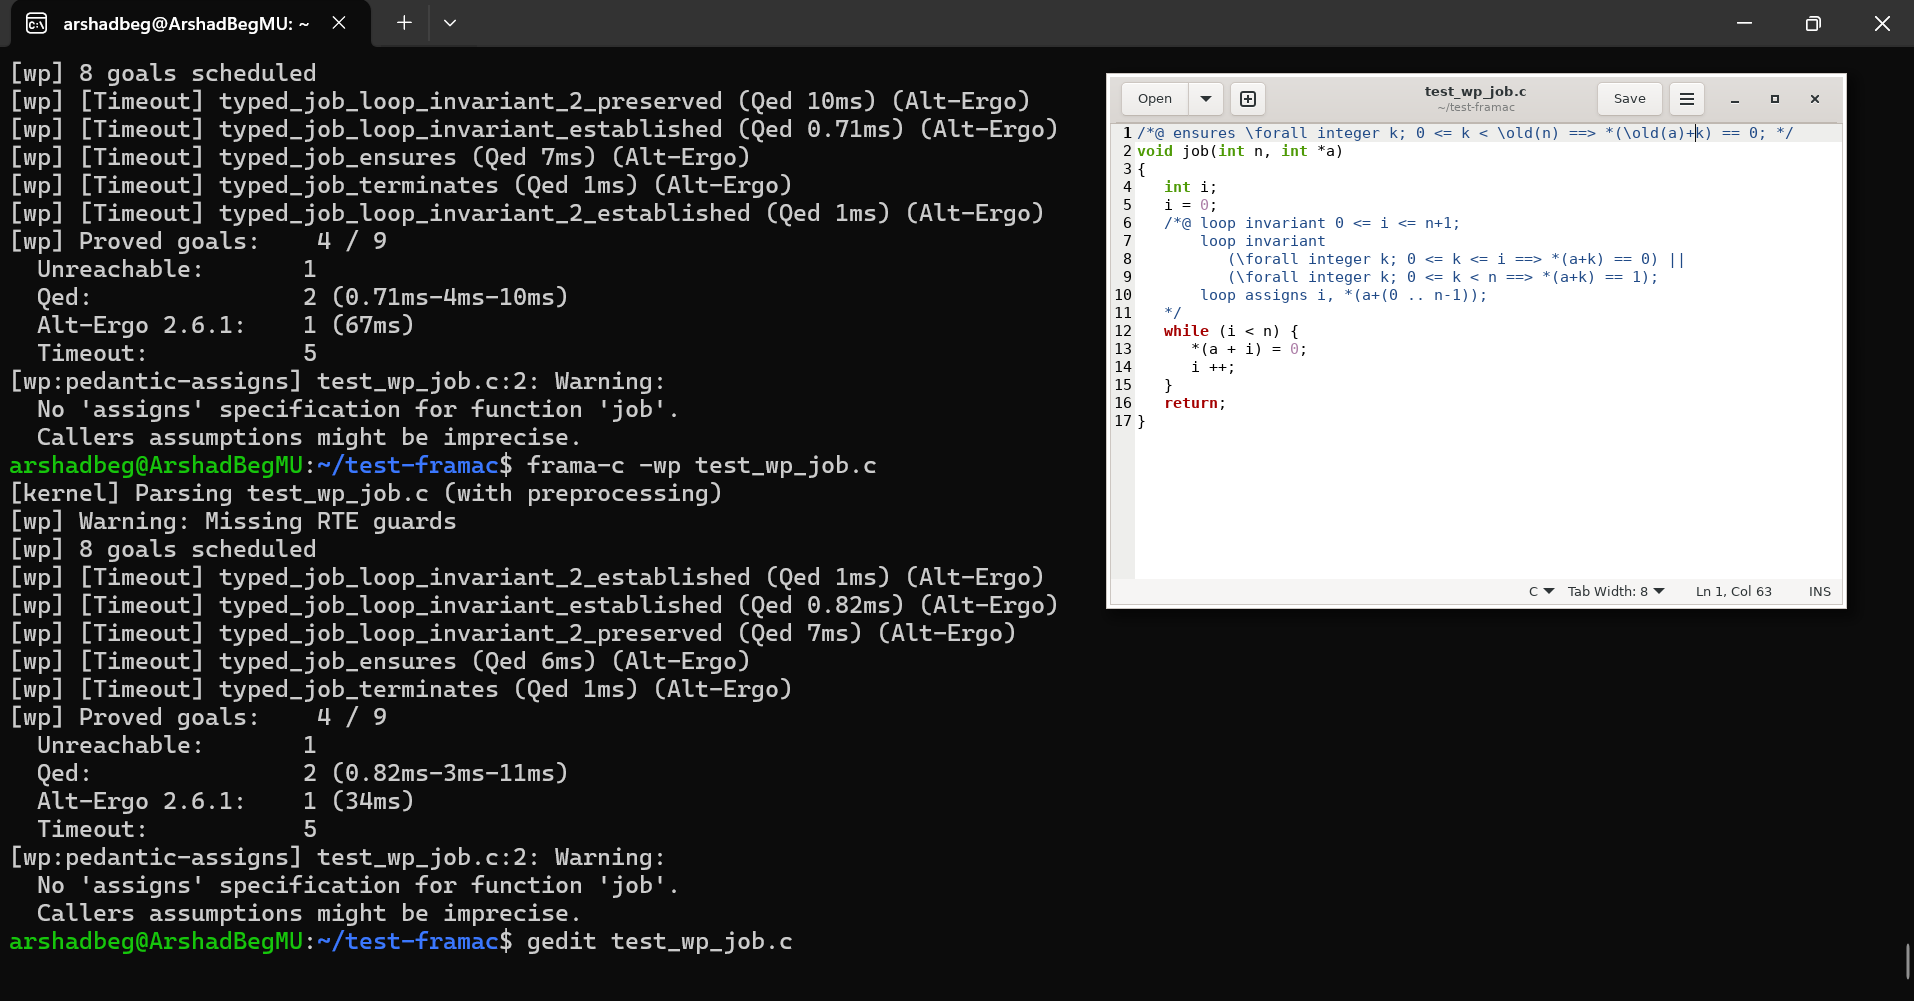 arshadbeg@ArshadBegMU: ~
[wp] 8 goals scheduled
[wp] [Timeout] typed_job_loop_invariant_2_preserved (Qed 10ms) (Alt-Ergo)
[wp] [Timeout] typed_job_loop_invariant_established (Qed 0.71ms) (Alt-Ergo)
[wp] [Timeout] typed_job_ensures (Qed 7ms) (Alt-Ergo)
[wp] [Timeout] typed_job_terminates (Qed 1ms) (Alt-Ergo)
[wp] [Timeout] typed_job_loop_invariant_2_established (Qed 1ms) (Alt-Ergo)
[wp] Proved goals:    4 / 9
  Unreachable:       1
  Qed:               2 (0.71ms-4ms-10ms)
  Alt-Ergo 2.6.1:    1 (67ms)
  Timeout:           5
[wp:pedantic-assigns] test_wp_job.c:2: Warning:
  No 'assigns' specification for function 'job'.
  Callers assumptions might be imprecise.
arshadbeg@ArshadBegMU:~/test-framac$ frama-c -wp test_wp_job.c
[kernel] Parsing test_wp_job.c (with preprocessing)
[wp] Warning: Missing RTE guards
[wp] 8 goals scheduled
[wp] [Timeout] typed_job_loop_invariant_2_established (Qed 1ms) (Alt-Ergo)
[wp] [Timeout] typed_job_loop_invariant_established (Qed 0.82ms) (Alt-Ergo)
[wp] [Timeout] typed_job_loop_invariant_2_preserved (Qed 7ms) (Alt-Ergo)
[wp] [Timeout] typed_job_ensures (Qed 6ms) (Alt-Ergo)
[wp] [Timeout] typed_job_terminates (Qed 1ms) (Alt-Ergo)
[wp] Proved goals:    4 / 9
  Unreachable:       1
  Qed:               2 (0.82ms-3ms-11ms)
  Alt-Ergo 2.6.1:    1 (34ms)
  Timeout:           5
[wp:pedantic-assigns] test_wp_job.c:2: Warning:
  No 'assigns' specification for function 'job'.
  Callers assumptions might be imprecise.
arshadbeg@ArshadBegMU:~/test-framac$ gedit test_wp_job.c
Open
test_wp_job.c
~/test-framac
Save
1 /*@ ensures \forall integer k; 0 <= k < \old(n) ==> *(\old(a)+k) == 0; */
2 void job(int n, int *a)
3 {
4    int i;
5    i = 0;
6    /*@ loop invariant 0 <= i <= n+1;
7        loop invariant
8           (\forall integer k; 0 <= k <= i ==> *(a+k) == 0) ||
9           (\forall integer k; 0 <= k < n ==> *(a+k) == 1);
10        loop assigns i, *(a+(0 .. n-1));
11    */
12    while (i < n) {
13       *(a + i) = 0;
14       i ++;
15    }
16    return;
17 }
C Tab Width: 8 Ln 1, Col 63 INS